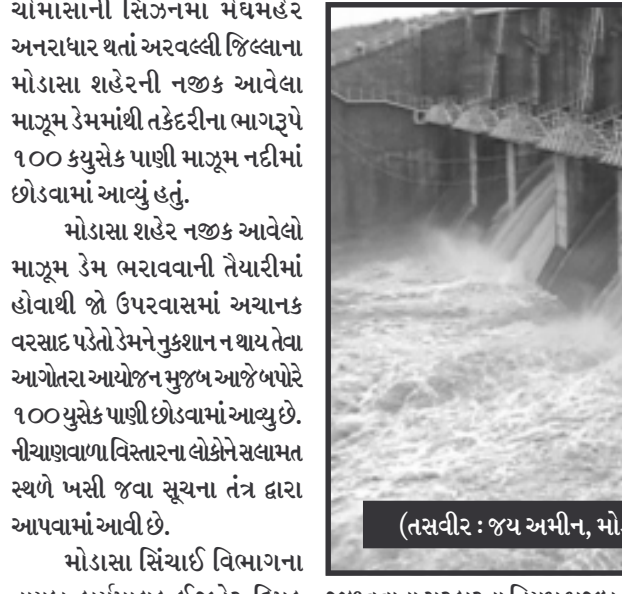 ચોમાસાની સિઝનમાં મેઘમહેર
અનરાધાર થતાં અરવલ્લી જિલ્લાના
મોડાસા શહેરની નજીક આવેલા
માઝૂમ ડેમમાંથી તકેદરીના ભાગરૂપે
૧૦૦ કયુસેક પાણી માઝૂમ નદીમાં
છોડવામાં આવ્યું હતું.
મોડાસા શહેર નજીક આવેલો
માઝૂમ ડેમ ભરાવવાની તૈયારીમાં
હોવાથી જો ઉપરવાસમાં અચાનક
વરસાદ પડેતો ડેમને નુકશાન ન થાય તેવા
આગોતરા આયોજન મુજબ આજે બપોરે
૧૦૦ યુસેક પાણી છોડવામાં આવ્યુ છે.
નીચાણવાળા વિસ્તારના લોકોને સલામત
સ્થળે ખસી જવા સૂચના તંત્ર દ્વારા
આપવામાં આવી છે.
મોડાસા સિંચાઈ વિભાગના
(તસવીર : જય અમીન, મો